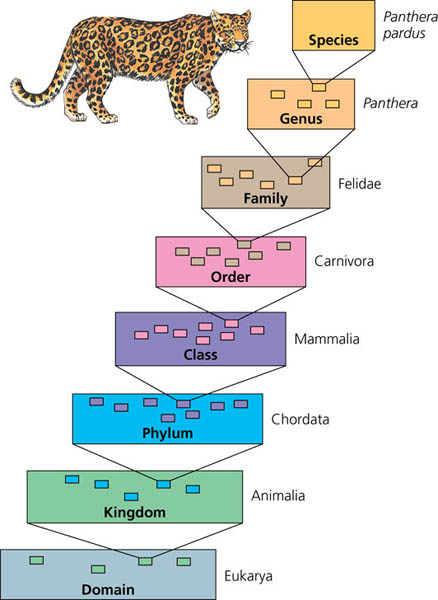 Species
Panthera
pardus
Genus
Panthera
Family
Felidae
Order
Carnivora
Class
Mammalia
Phylum
Chordata
Kingdom
Animalia
Domain
Eukarya